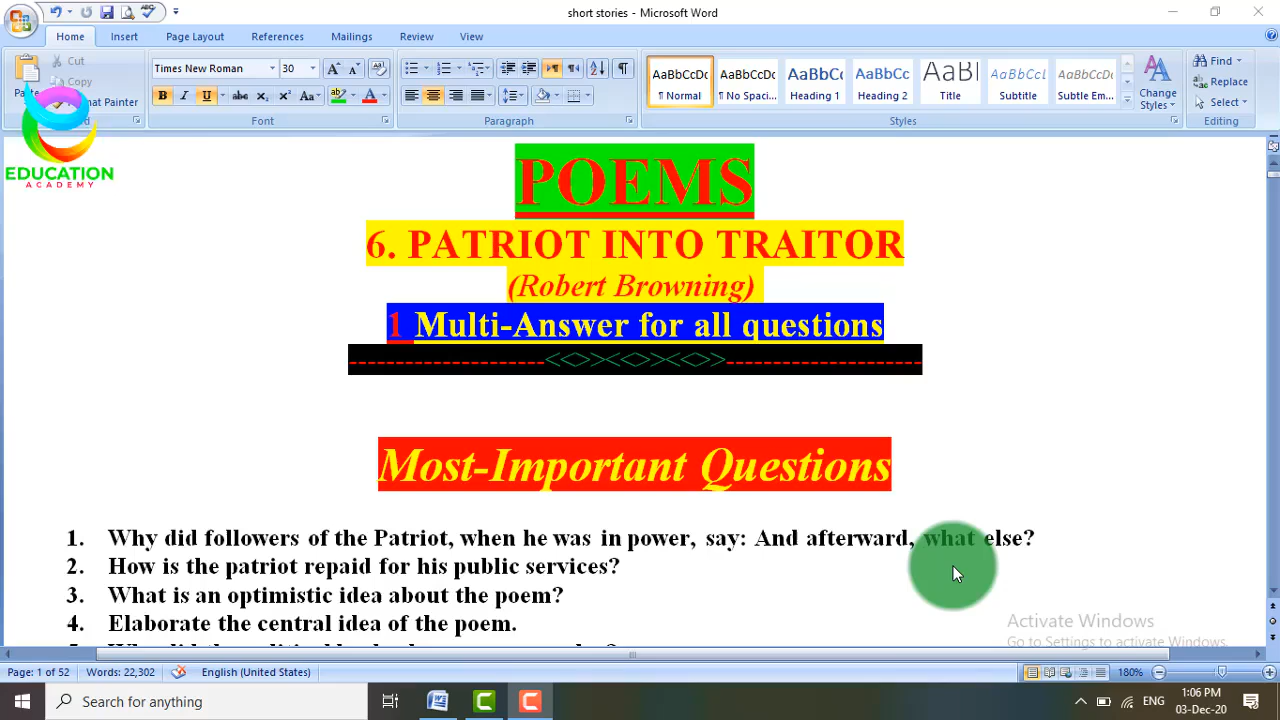 short stories - Microsoft Word
Home Insert Page Layout References Mailings Review View
Cut
Copy
Format Painter
Times New Roman 30
Font
Paragraph
AaBbCcDc AaBbCcDc AaBbC AaBbCc AaBl AaBbCcL AaBbCcDc
¶ Normal ¶ No Spaci... Heading 1 Heading 2 Title Subtitle Subtle Em...
Change Styles
Styles
Find
Replace
Select
Editing
EDUCATION
ACADEMY
POEMS
6. PATRIOT INTO TRAITOR
(Robert Browning)
1 Multi-Answer for all questions
--------------------<<>><<>><<>>--------------------
Most-Important Questions
1. Why did followers of the Patriot, when he was in power, say: And afterward, what else?
2. How is the patriot repaid for his public services?
3. What is an optimistic idea about the poem?
4. Elaborate the central idea of the poem.
Activate Windows
Go to Settings to activate Windows.
Page: 1 of 52 Words: 22,302 English (United States) 180%
Search for anything
ENG
1:06 PM
03-Dec-20